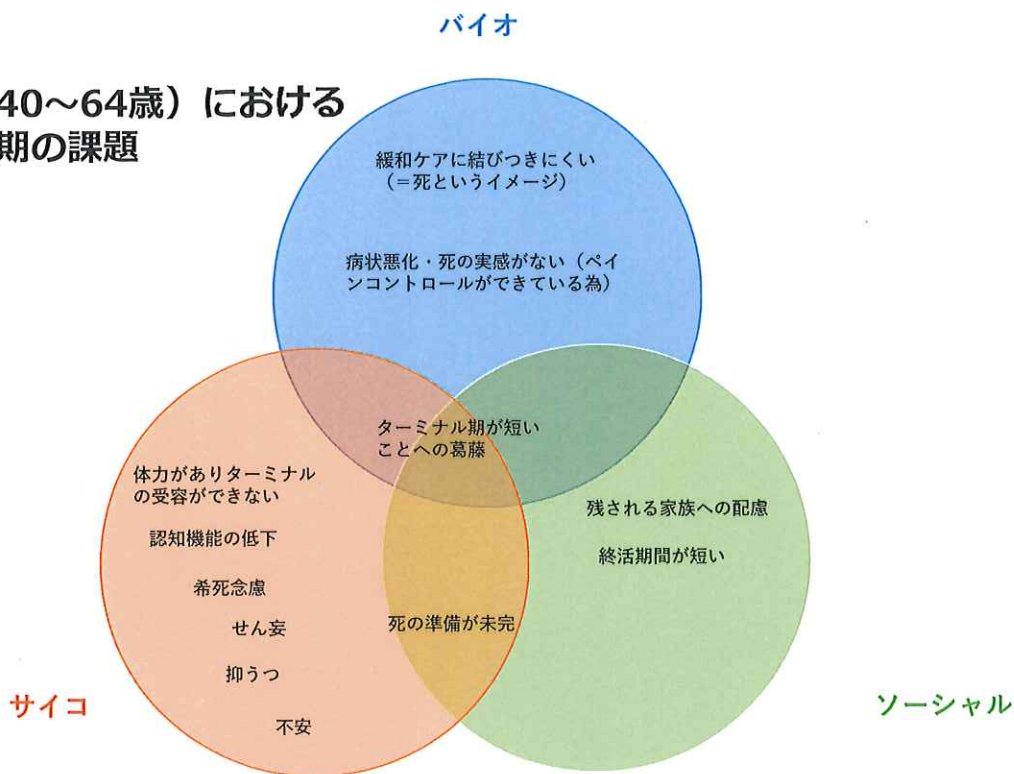 バイオ
40～64歳）における
期の課題
緩和ケアに結びつきにくい
（＝死というイメージ）
病状悪化・死の実感がない（ペイ
ンコントロールができている為）
ターミナル期が短い
ことへの葛藤
体力がありターミナル
の受容ができない
認知機能の低下
希死念慮
せん妄
抑うつ
不安
死の準備が未完
残される家族への配慮
終活期間が短い
サイコ
ソーシャル